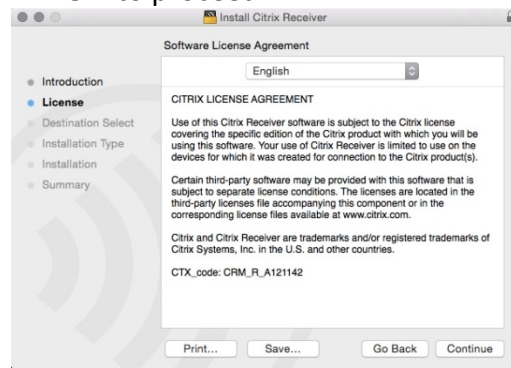 Install Citrix Receiver
Software License Agreement
English
Introduction
License
Destination Select
Installation Type
Installation
Summary
CITRIX LICENSE AGREEMENT
Use of this Citrix Receiver software is subject to the Citrix license
covering the specific edition of the Citrix product with which you will be
using this software. Your use of Citrix Receiver is limited to use on the
devices for which it was created for connection to the Citrix product(s).
Certain third-party software may be provided with this software that is
subject to separate license conditions. The licenses are located in the
third-party licenses file accompanying this component or in the
corresponding license files available at www.citrix.com.
Citrix and Citrix Receiver are trademarks and/or registered trademarks of
Citrix Systems, Inc. in the U.S. and other countries.
CTX_code: CRM_R_A121142
Print...
Save...
Go Back
Continue